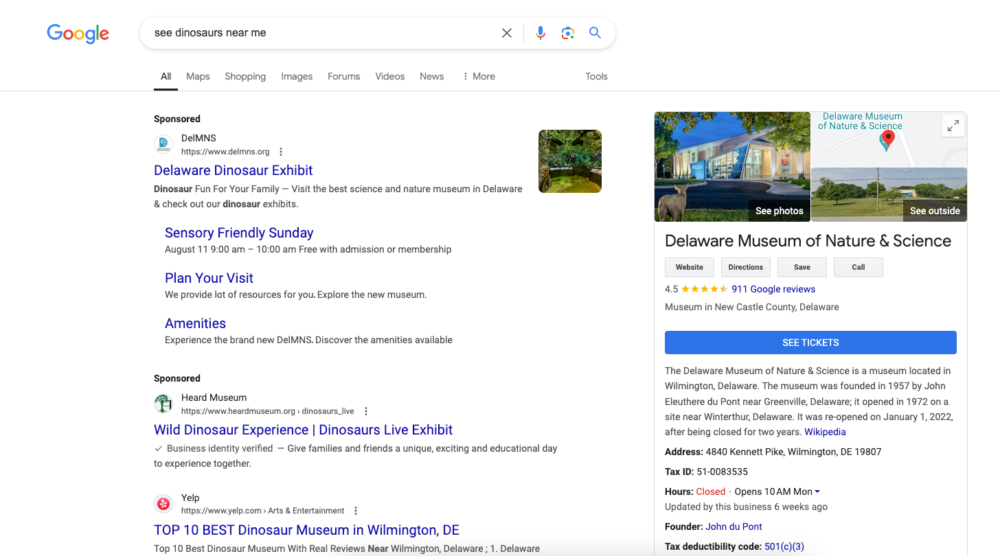 Google
see dinosaurs near me
All Maps Shopping Images Forums Videos News More Tools
Sponsored
DelMNS
https://www.delmns.org
Delaware Dinosaur Exhibit
Dinosaur Fun For Your Family — Visit the best science and nature museum in Delaware
& check out our dinosaur exhibits.
Sensory Friendly Sunday
August 11 9:00 am – 10:00 am Free with admission or membership
Plan Your Visit
We provide lot of resources for you. Explore the new museum.
Amenities
Experience the brand new DelMNS. Discover the amenities available
Sponsored
Heard Museum
https://www.heardmuseum.org › dinosaurs_live
Wild Dinosaur Experience | Dinosaurs Live Exhibit
Business identity verified — Give families and friends a unique, exciting and educational day
to experience together.
Yelp
https://www.yelp.com › Arts & Entertainment
TOP 10 BEST Dinosaur Museum in Wilmington, DE
Top 10 Best Dinosaur Museum With Real Reviews Near Wilmington, Delaware ; 1. Delaware
Delaware Museum
of Nature & Science
See photos
See outside
Delaware Museum of Nature & Science
Website Directions Save Call
4.5 911 Google reviews
Museum in New Castle County, Delaware
SEE TICKETS
The Delaware Museum of Nature & Science is a museum located in
Wilmington, Delaware. The museum was founded in 1957 by John
Eleuthere du Pont near Greenville, Delaware; it opened in 1972 on a
site near Winterthur, Delaware. It was re-opened on January 1, 2022,
after being closed for two years. Wikipedia
Address: 4840 Kennett Pike, Wilmington, DE 19807
Tax ID: 51-0083535
Hours: Closed · Opens 10 AM Mon
Updated by this business 6 weeks ago
Founder: John du Pont
Tax deductibility code: 501(c)(3)